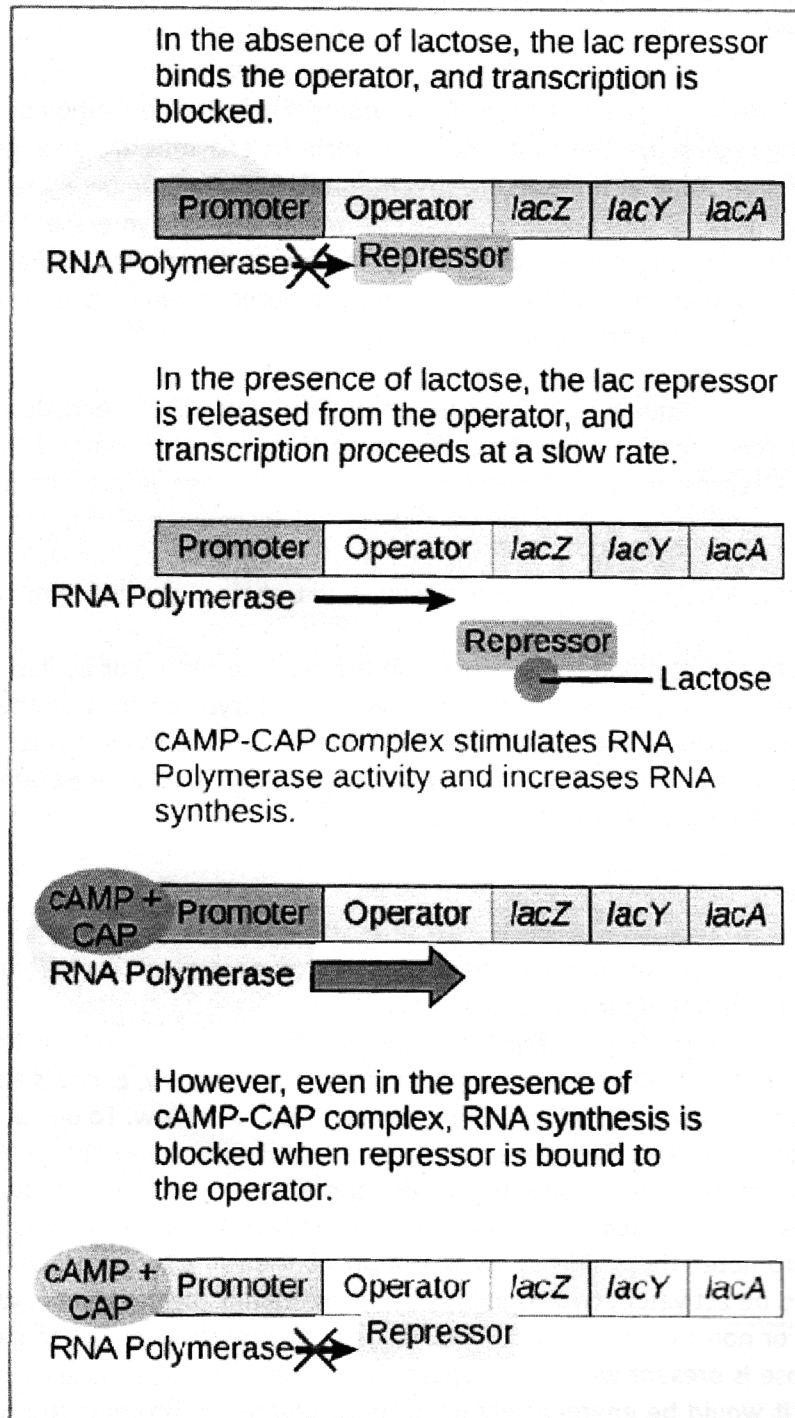 In the absence of lactose, the lac repressor
binds the operator, and transcription is
blocked.
Promoter Operator lacZ lacY lacA
RNA Polymerase Repressor
In the presence of lactose, the lac repressor
is released from the operator, and
transcription proceeds at a slow rate.
Promoter Operator lacZ lacY lacA
RNA Polymerase
Repressor
Lactose
cAMP-CAP complex stimulates RNA
Polymerase activity and increases RNA
synthesis.
cAMP +
CAP
Promoter Operator lacZ lacY lacA
RNA Polymerase
However, even in the presence of
cAMP-CAP complex, RNA synthesis is
blocked when repressor is bound to
the operator.
cAMP +
CAP
Promoter Operator lacZ lacY lacA
RNA Polymerase Repressor